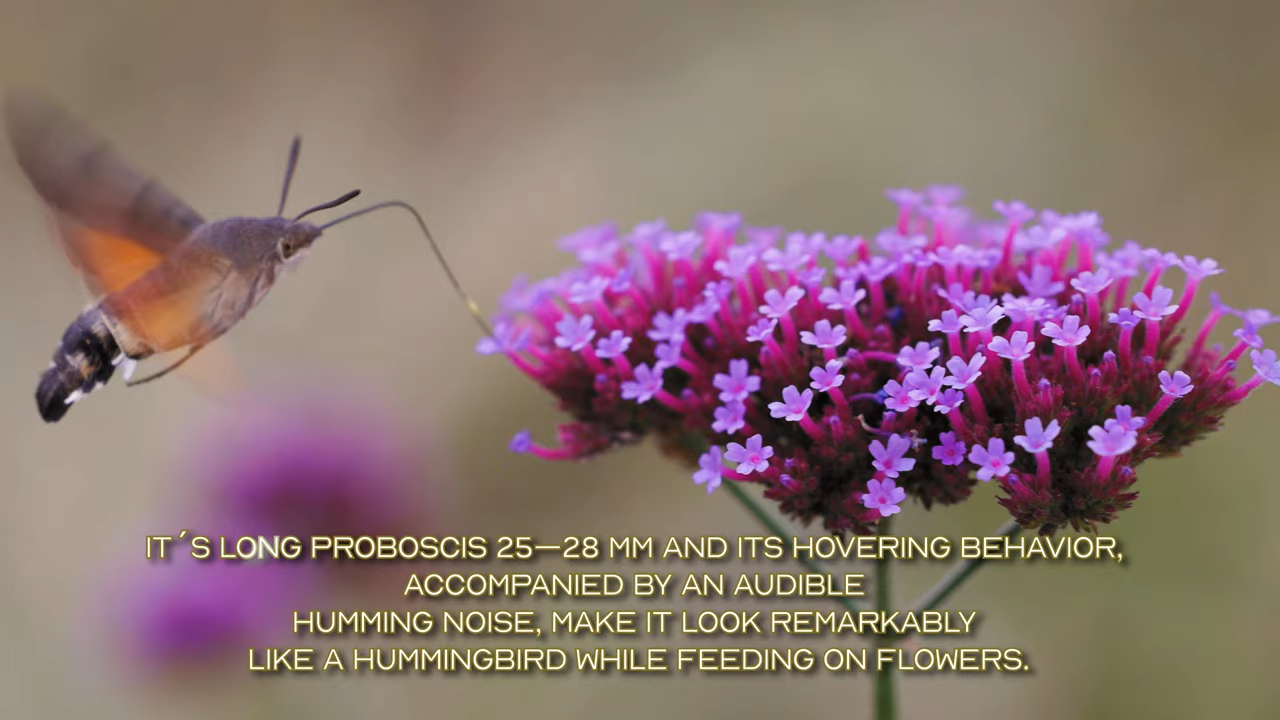 IT´S LONG PROBOSCIS 25—28 MM AND ITS HOVERING BEHAVIOR,
ACCOMPANIED BY AN AUDIBLE
HUMMING NOISE, MAKE IT LOOK REMARKABLY
LIKE A HUMMINGBIRD WHILE FEEDING ON FLOWERS.